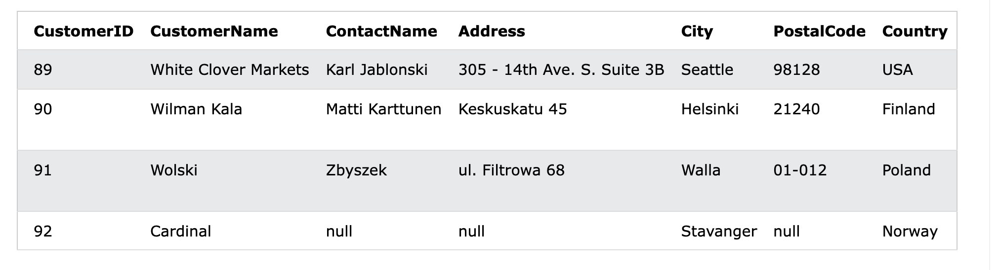 CustomerID CustomerName ContactName Address City PostalCode Country
89 White Clover Markets Karl Jablonski 305 - 14th Ave. S. Suite 3B Seattle 98128 USA
90 Wilman Kala Matti Karttunen Keskuskatu 45 Helsinki 21240 Finland
91 Wolski Zbyszek ul. Filtrowa 68 Walla 01-012 Poland
92 Cardinal null null Stavanger null Norway